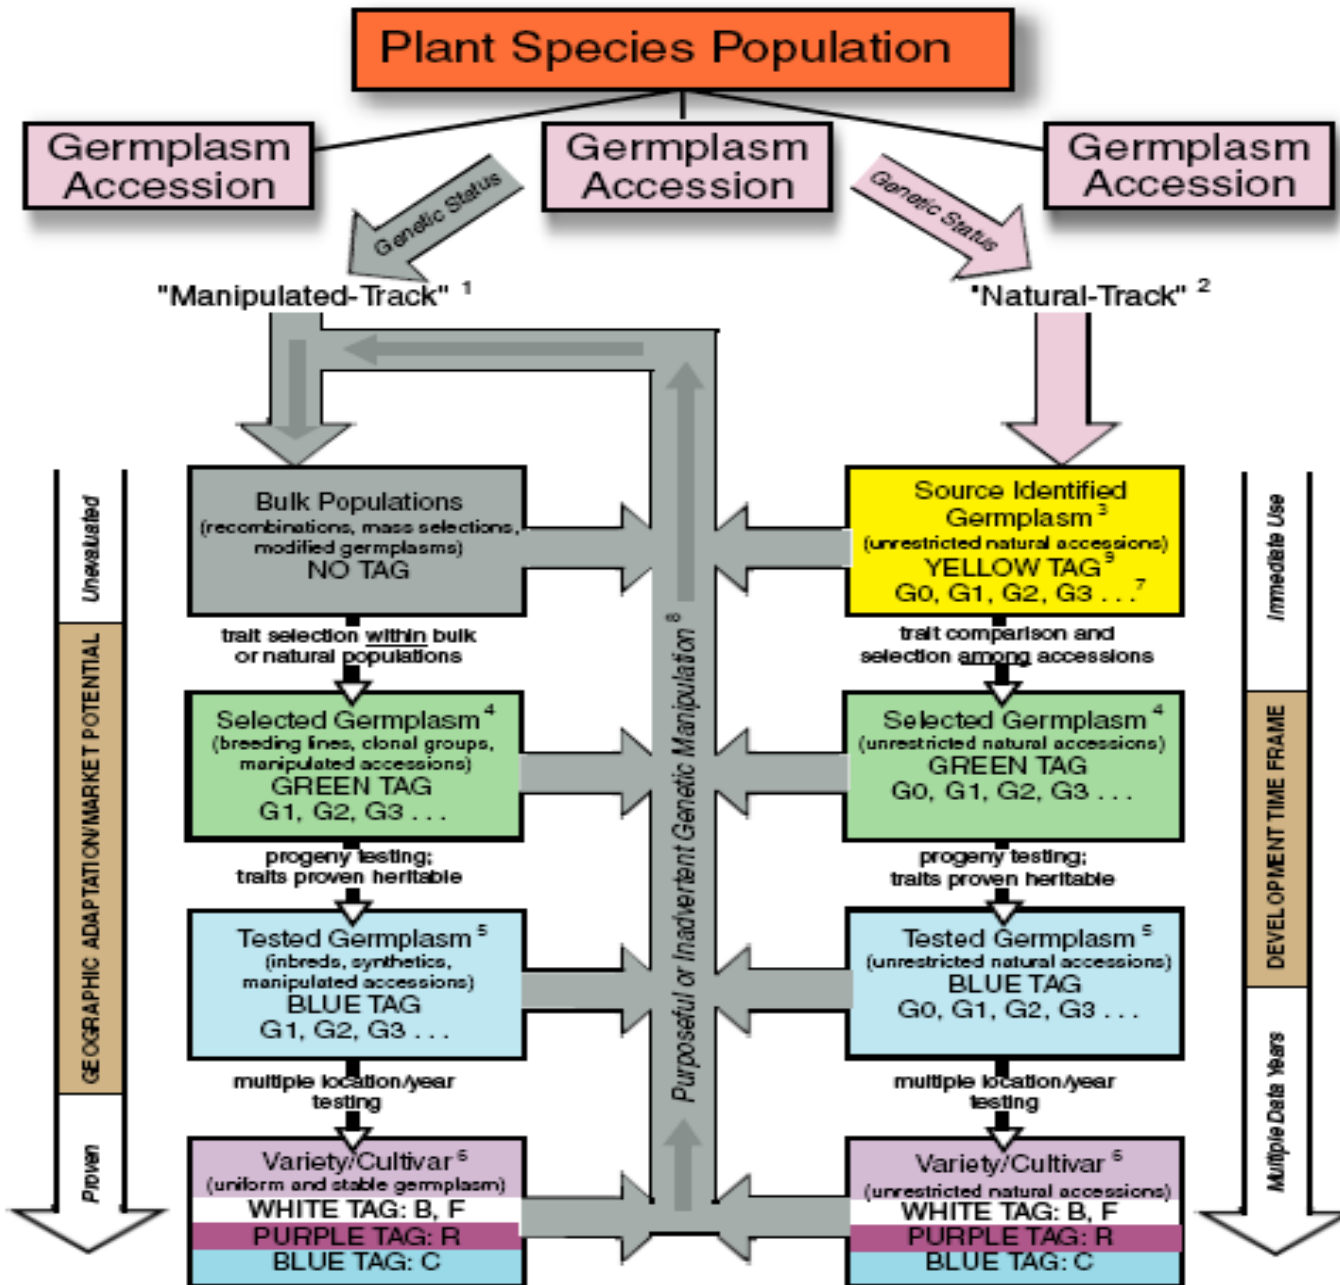 Plant Species Population
Germplasm
Accession
Germplasm
Accession
Germplasm
Accession
Genetic Status
Genetic Status
"Manipulated-Track" 1
"Natural-Track" 2
Unevaluated
GEOGRAPHIC ADAPTATION/MARKET POTENTIAL
Proven
Bulk Populations
(recombinations, mass selections,
modified germplasms)
NO TAG
trait selection within bulk
or natural populations
Selected Germplasm 4
(breeding lines, clonal groups,
manipulated accessions)
GREEN TAG
G1, G2, G3 . . .
progeny testing;
traits proven heritable
Tested Germplasm 5
(inbreds, synthetics,
manipulated accessions)
BLUE TAG
G1, G2, G3 . . .
multiple location/year
testing
Variety/Cultivar 6
(uniform and stable germplasm)
WHITE TAG: B, F
PURPLE TAG: R
BLUE TAG: C
Purposeful or Inadvertent Genetic Manipulation 8
Source Identified
Germplasm 3
(unrestricted natural accessions)
YELLOW TAG 9
G0, G1, G2, G3 . . . 7
trait comparison and
selection among accessions
Selected Germplasm 4
(unrestricted natural accessions)
GREEN TAG
G0, G1, G2, G3 . . .
progeny testing;
traits proven heritable
Tested Germplasm 5
(unrestricted natural accessions)
BLUE TAG
G0, G1, G2, G3 . . .
multiple location/year
testing
Variety/Cultivar 6
(unrestricted natural accessions)
WHITE TAG: B, F
PURPLE TAG: R
BLUE TAG: C
Immediate Use
DEVELOPMENT TIME FRAME
Multiple Data Years